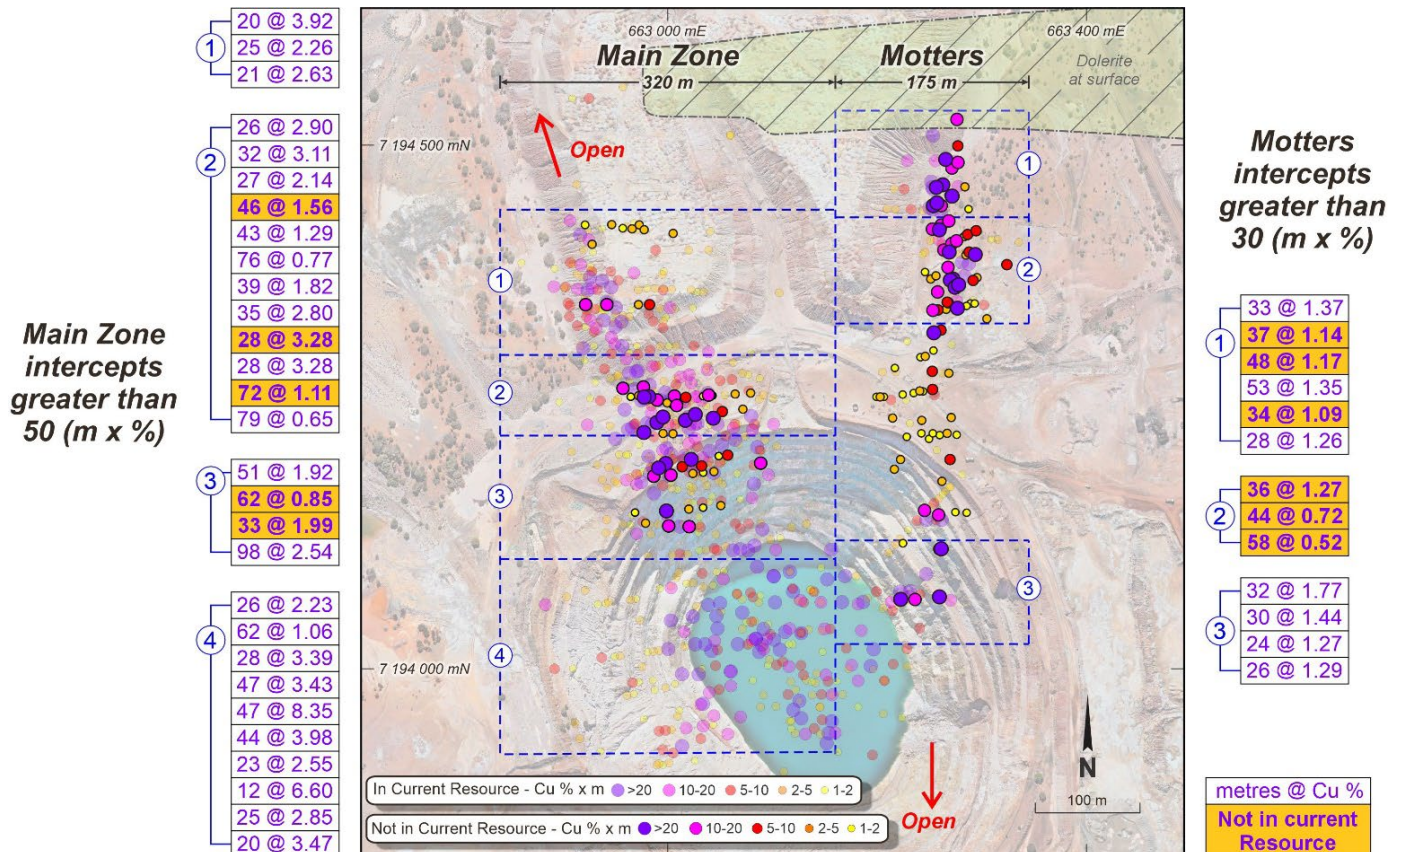 1
20 @ 3.92
25 @ 2.26
21 @ 2.63
2
26 @ 2.90
32 @ 3.11
27 @ 2.14
46 @ 1.56
43 @ 1.29
76 @ 0.77
39 @ 1.82
35 @ 2.80
28 @ 3.28
28 @ 3.28
72 @ 1.11
79 @ 0.65
Main Zone
intercepts
greater than
50 (m x %)
3
51 @ 1.92
62 @ 0.85
33 @ 1.99
98 @ 2.54
4
26 @ 2.23
62 @ 1.06
28 @ 3.39
47 @ 3.43
47 @ 8.35
44 @ 3.98
23 @ 2.55
12 @ 6.60
25 @ 2.85
20 @ 3.47
663 000 mE
663 400 mE
Main Zone
Motters
320 m
175 m
Dolerite
at surface
7 194 500 mN
Open
1
2
3
4
1
2
3
7 194 000 mN
N
100 m
Open
In Current Resource - Cu % x m >20 10-20 5-10 2-5 1-2
Not in Current Resource - Cu % x m >20 10-20 5-10 2-5 1-2
Motters
intercepts
greater than
30 (m x %)
1
33 @ 1.37
37 @ 1.14
48 @ 1.17
53 @ 1.35
34 @ 1.09
28 @ 1.26
2
36 @ 1.27
44 @ 0.72
58 @ 0.52
3
32 @ 1.77
30 @ 1.44
24 @ 1.27
26 @ 1.29
metres @ Cu %
Not in current
Resource